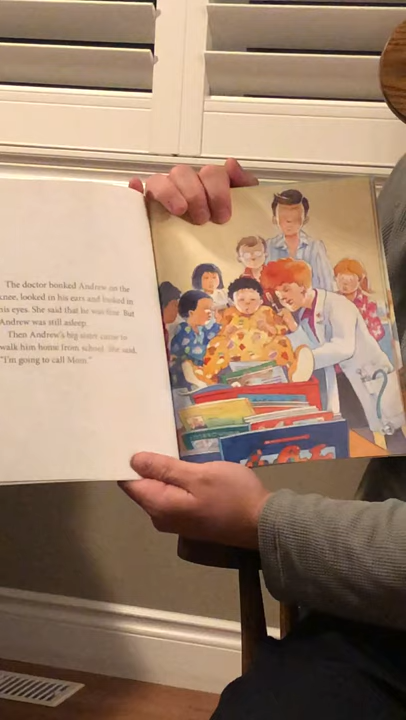 The doctor bonked Andrew on the
knee, looked in his ears and looked in
his eyes. She said that he was fine. But
Andrew was still asleep.
Then Andrew's big sister came to
walk him home from school. She said,
"I'm going to call Mom."